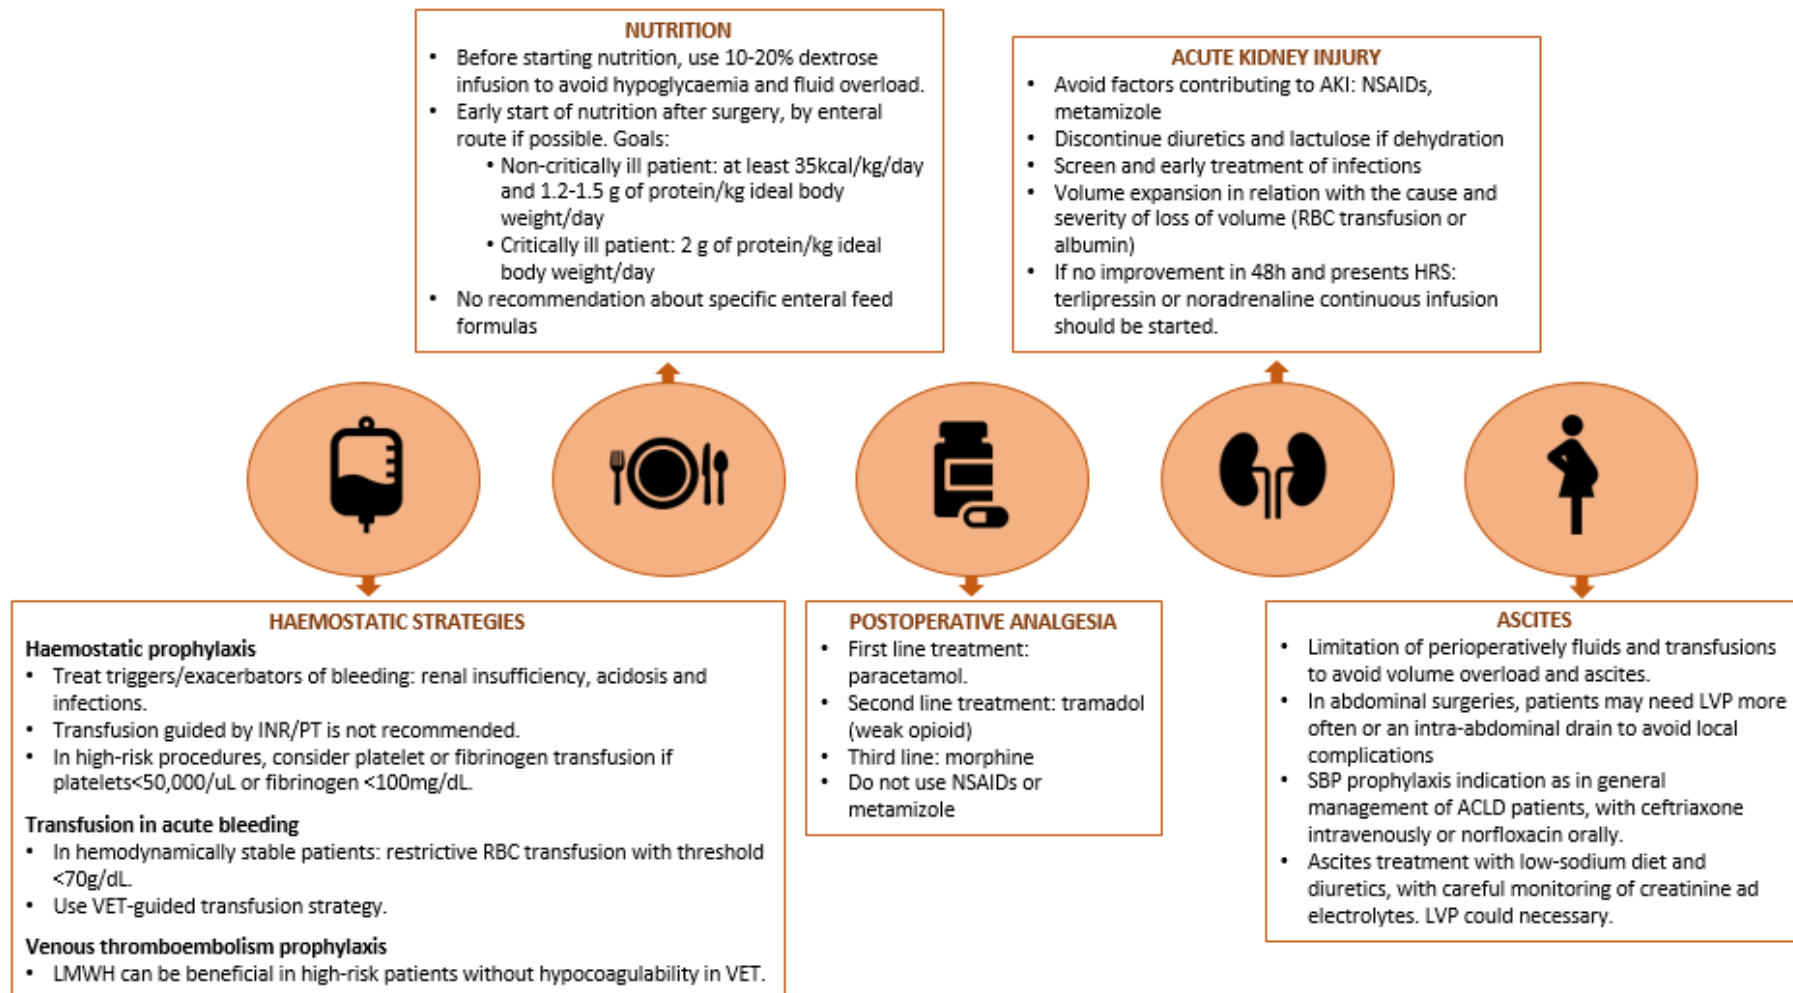 NUTRITION
• Before starting nutrition, use 10-20% dextrose
infusion to avoid hypoglycaemia and fluid overload.
• Early start of nutrition after surgery, by enteral
route if possible. Goals:
• Non-critically ill patient: at least 35kcal/kg/day
and 1.2-1.5 g of protein/kg ideal body
weight/day
• Critically ill patient: 2 g of protein/kg ideal
body weight/day
• No recommendation about specific enteral feed
formulas
ACUTE KIDNEY INJURY
• Avoid factors contributing to AKI: NSAIDs,
metamizole
• Discontinue diuretics and lactulose if dehydration
• Screen and early treatment of infections
• Volume expansion in relation with the cause and
severity of loss of volume (RBC transfusion or
albumin)
• If no improvement in 48h and presents HRS:
terlipressin or noradrenaline continuous infusion
should be started.
HAEMOSTATIC STRATEGIES
Haemostatic prophylaxis
• Treat triggers/exacerbators of bleeding: renal insufficiency, acidosis and
infections.
• Transfusion guided by INR/PT is not recommended.
• In high-risk procedures, consider platelet or fibrinogen transfusion if
platelets<50,000/uL or fibrinogen <100mg/dL.
Transfusion in acute bleeding
• In hemodynamically stable patients: restrictive RBC transfusion with threshold
<70g/dL.
• Use VET-guided transfusion strategy.
Venous thromboembolism prophylaxis
• LMWH can be beneficial in high-risk patients without hypocoagulability in VET.
POSTOPERATIVE ANALGESIA
• First line treatment:
paracetamol.
• Second line treatment: tramadol
(weak opioid)
• Third line: morphine
• Do not use NSAIDs or
metamizole
ASCITES
• Limitation of perioperatively fluids and transfusions
to avoid volume overload and ascites.
• In abdominal surgeries, patients may need LVP more
often or an intra-abdominal drain to avoid local
complications
• SBP prophylaxis indication as in general
management of ACLD patients, with ceftriaxone
intravenously or norfloxacin orally.
• Ascites treatment with low-sodium diet and
diuretics, with careful monitoring of creatinine ad
electrolytes. LVP could necessary.